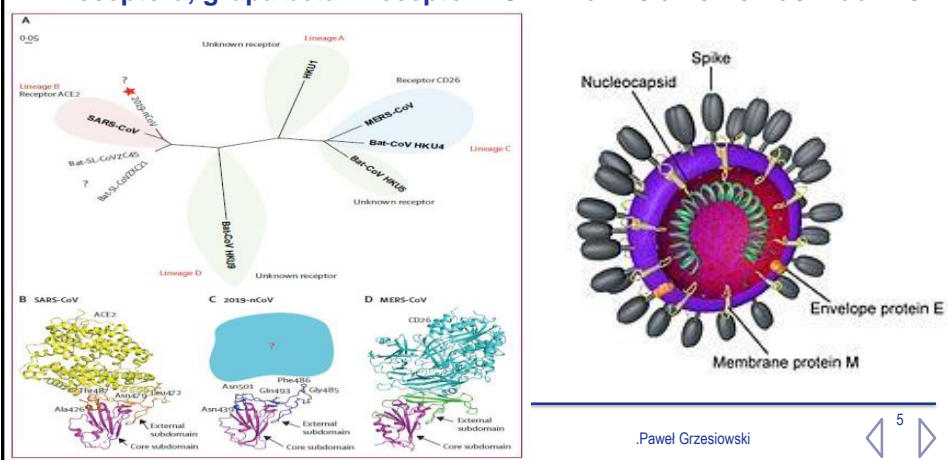 A
0·05
Unknown receptor
Lineage A
HKU1
Receptor CD26
Lineage B
Receptor ACE2
?
2019-nCoV
SARS-CoV
MERS-CoV
Bat-CoV HKU4
Lineage C
Bat-SL-CoVZC45
?
Bat-SL-CoVZXC21
Bat-CoV HKU5
Unknown receptor
Bat-CoV HKU9
Lineage D
Unknown receptor
B SARS-CoV
ACE2
Thr487
Asn479
Leu472
Ala426
External
subdomain
Core subdomain
C 2019-nCoV
?
Phe486
Asn501
Gln493
Gly485
Asn439
External
subdomain
Core subdomain
D MERS-CoV
CD26
External
subdomain
Core subdomain
Spike
Nucleocapsid
Envelope protein E
Membrane protein M
.Paweł Grzesiowski
5